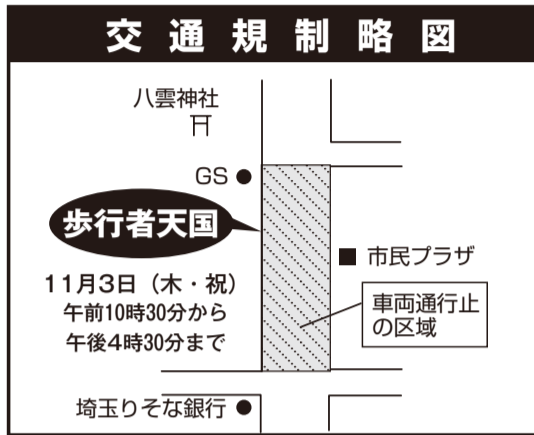 交通規制略図
八雲神社
GS
歩行者天国
11月3日（木・祝）
午前10時30分から
午後4時30分まで
市民プラザ
車両通行止
の区域
埼玉りそな銀行